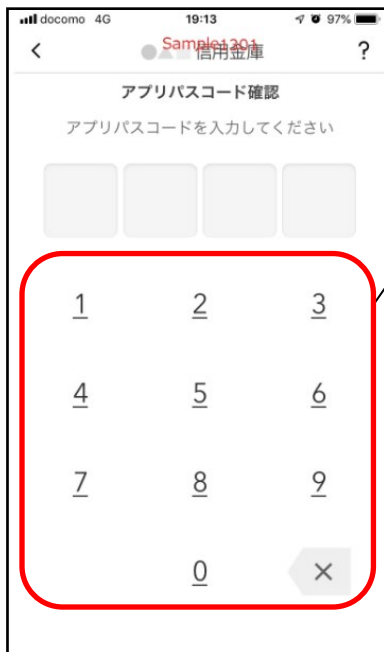 docomo 4G 19:13 97%
●▲■信用金庫 ?
Sample1301
アプリパスコード確認
アプリパスコードを入力してください
1 2 3
4 5 6
7 8 9
0 ×